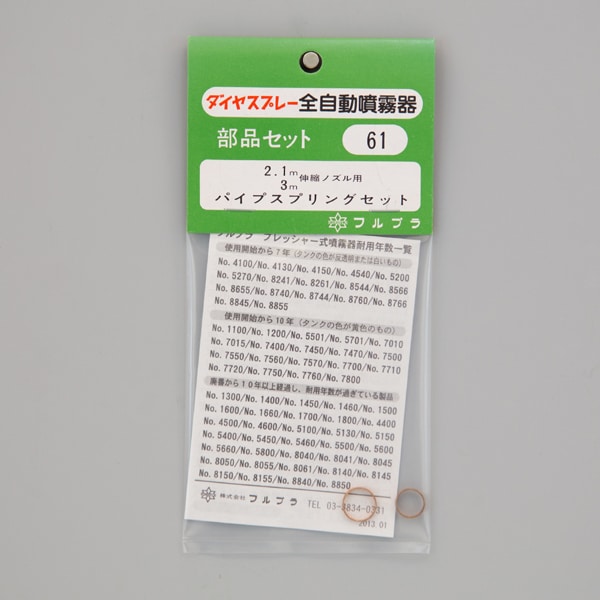 ダイヤスプレー全自動噴霧器
部品セット 61
2.1m
3m 伸縮ノズル用
パイプスプリングセット
フルプラ
フルプラ プレッシャー式噴霧器耐用年数一覧
使用開始から7年(タンクの色が反透明または白いもの)
No. 4100/No. 4130/No. 4150/No. 4540/No. 5200
No. 5270/No. 8241/No. 8261/No. 8544/No. 8566
No. 8655/No. 8740/No. 8744/No. 8760/No. 8766
No. 8845/No. 8855
使用開始から10年(タンクの色が黄色のもの)
No. 1100/No. 1200/No. 5501/No. 5701/No. 7010
No. 7015/No. 7400/No. 7450/No. 7470/No. 7500
No. 7550/No. 7560/No. 7570/No. 7700/No. 7710
No. 7720/No. 7750/No. 7760/No. 7800
廃番から10年以上経過し、耐用年数が過ぎている製品
No. 1300/No. 1400/No. 1450/No. 1460/No. 1500
No. 1600/No. 1660/No. 1700/No. 1800/No. 4400
No. 4500/No. 4600/No. 5100/No. 5130/No. 5150
No. 5400/No. 5450/No. 5460/No. 5500/No. 5600
No. 5660/No. 5800/No. 8040/No. 8041/No. 8045
No. 8050/No. 8055/No. 8061/No. 8140/No. 8145
No. 8150/No. 8155/No. 8840/No. 8850
株式会社 フルプラ TEL 03-3834-0331
2013.01